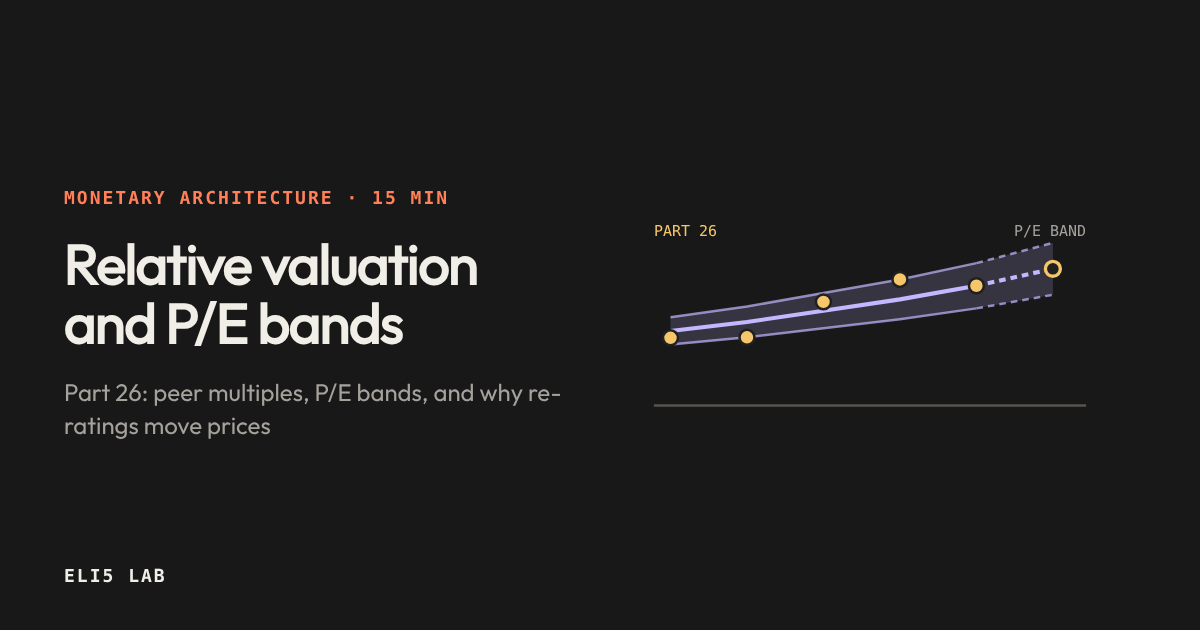 MONETARY ARCHITECTURE · 15 MIN
Relative valuation
and P/E bands
Part 26: peer multiples, P/E bands, and why re-
ratings move prices
PART 26
P/E BAND
ELI5 LAB